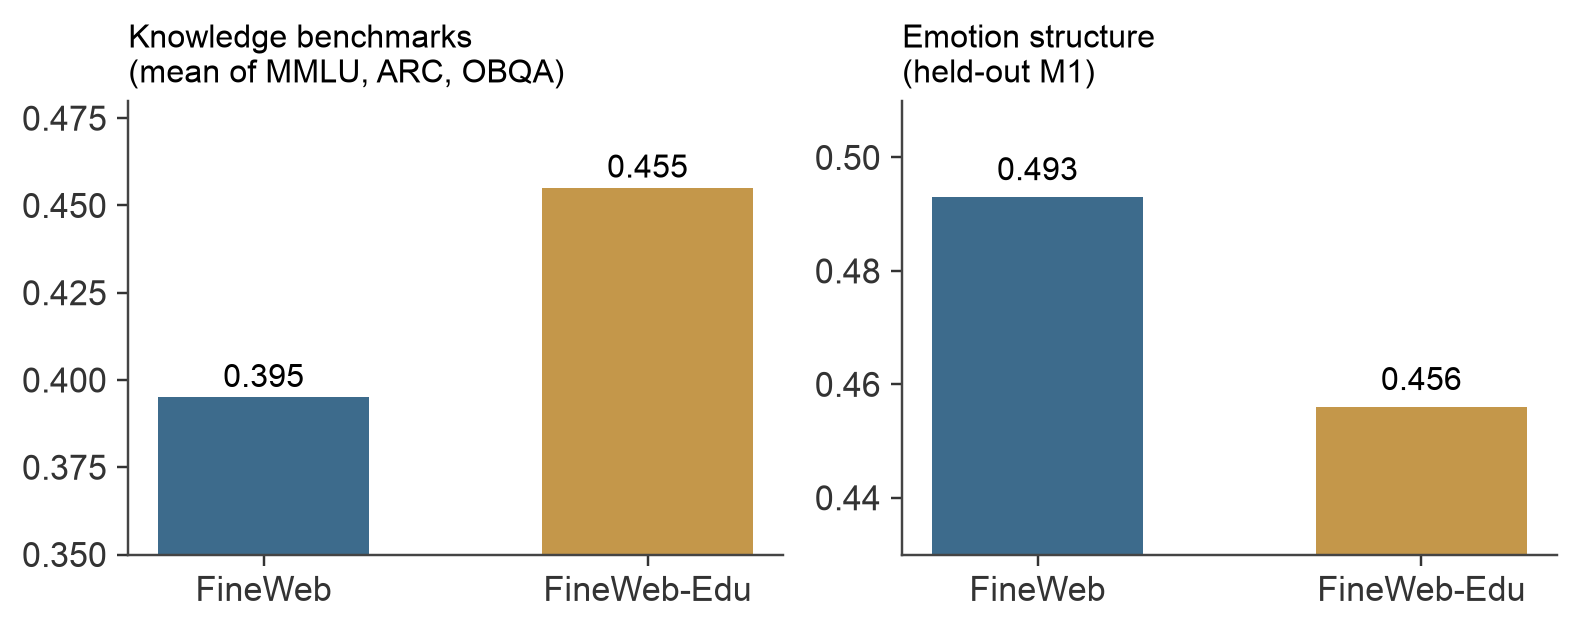 Knowledge benchmarks
(mean of MMLU, ARC, OBQA)
0.475
0.450
0.425
0.400
0.375
0.350
0.395
0.455
FineWeb
FineWeb-Edu
Emotion structure
(held-out M1)
0.50
0.48
0.46
0.44
0.493
0.456
FineWeb
FineWeb-Edu